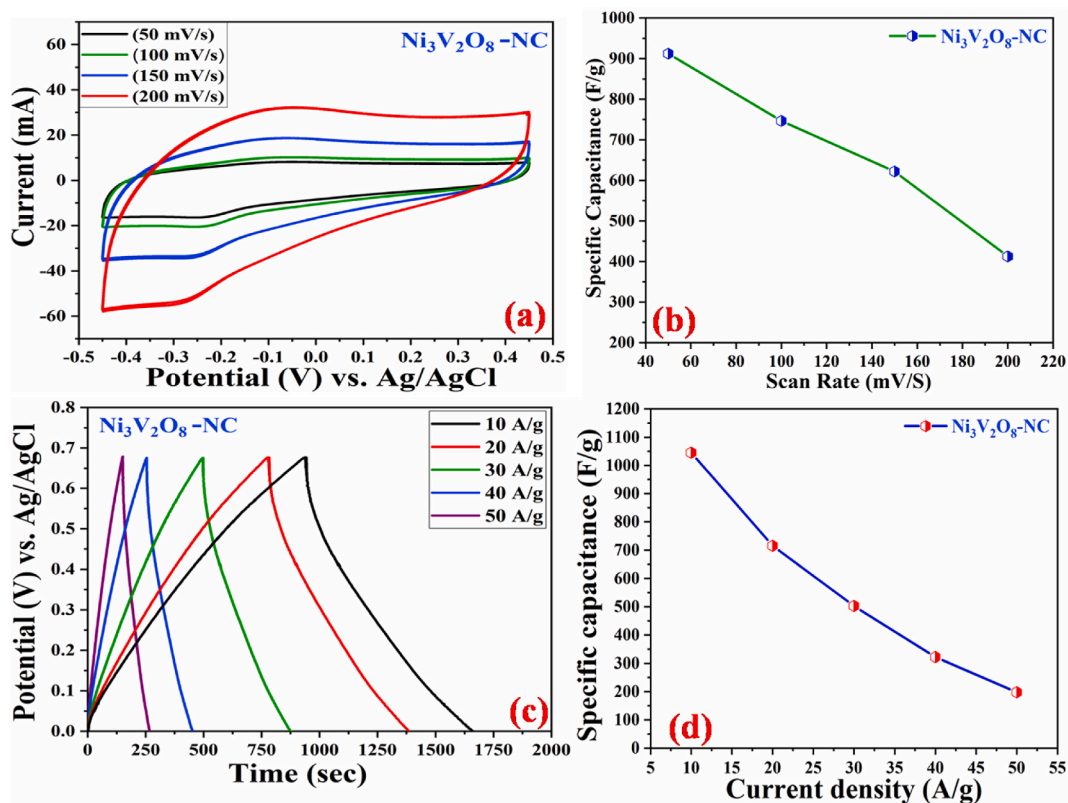 (50 mV/s)
(100 mV/s)
(150 mV/s)
(200 mV/s)
Ni₃V₂O₈ -NC
Current (mA)
60
40
20
0
-20
-40
-60
-0.5 -0.4 -0.3 -0.2 -0.1 0.0 0.1 0.2 0.3 0.4 0.5
Potential (V) vs. Ag/AgCl
(a)
Ni₃V₂O₈-NC
Specific Capacitance (F/g)
1000
900
800
700
600
500
400
300
200
40 60 80 100 120 140 160 180 200 220
Scan Rate (mV/S)
(b)
Ni₃V₂O₈ -NC
10 A/g
20 A/g
30 A/g
40 A/g
50 A/g
Potential (V) vs. Ag/AgCl
0.8
0.7
0.6
0.5
0.4
0.3
0.2
0.1
0.0
0 250 500 750 1000 1250 1500 1750 2000
Time (sec)
(c)
Ni₃V₂O₈-NC
Specific capacitance (F/g)
1200
1100
1000
900
800
700
600
500
400
300
200
100
0
5 10 15 20 25 30 35 40 45 50 55
Current density (A/g)
(d)